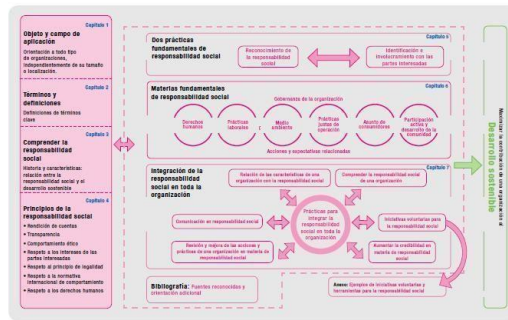 Capítulo 1
Objeto y campo de
aplicación
Orientación a todo tipo
de organizaciones,
independientemente de su tamaño
o localización.
Capítulo 2
Términos y
definiciones
Definiciones de términos
clave
Capítulo 3
Comprender la
responsabilidad
social
Historia y características:
relación entre la
responsabilidad social y el
desarrollo sostenible
Capítulo 4
Principios de la
responsabilidad social
• Rendición de cuentas
• Transparencia
• Comportamiento ético
• Respeto a los intereses de las
partes interesadas
• Respeto al principio de legalidad
• Respeto a la normativa
internacional de comportamiento
• Respeto a los derechos humanos
Capítulo 5
Dos prácticas
fundamentales de
responsabilidad social
Reconocimiento de
la responsabilidad
social
Identificación e
involucramiento con las
partes interesadas
Capítulo 6
Materias fundamentales
de responsabilidad social
Gobernanza de la organización
Derechos
humanos
Prácticas
laborales
Medio
ambiente
Prácticas
justas de
operación
Asunto de
consumidores
Participación
activa y
desarrollo de la
comunidad
Acciones y expectativas relacionadas
Capítulo 7
Integración de la
responsabilidad
social en toda la
organización
Relación de las características de una
organización con la responsabilidad social
Comprender la responsabilidad social
de una organización
Comunicación en responsabilidad social
Prácticas para
integrar la
responsabilidad
social en toda la
organización
Iniciativas voluntarias para
la responsabilidad social
Revisión y mejora de las acciones y
prácticas de una organización en materia de
responsabilidad social
Aumentar la credibilidad en
materia de responsabilidad social
Bibliografía: Fuentes reconocidas y
orientación adicional
Anexo: Ejemplos de iniciativas voluntarias y
herramientas para la responsabilidad social
Maximizar la contribución de una organización al
Desarrollo sostenible